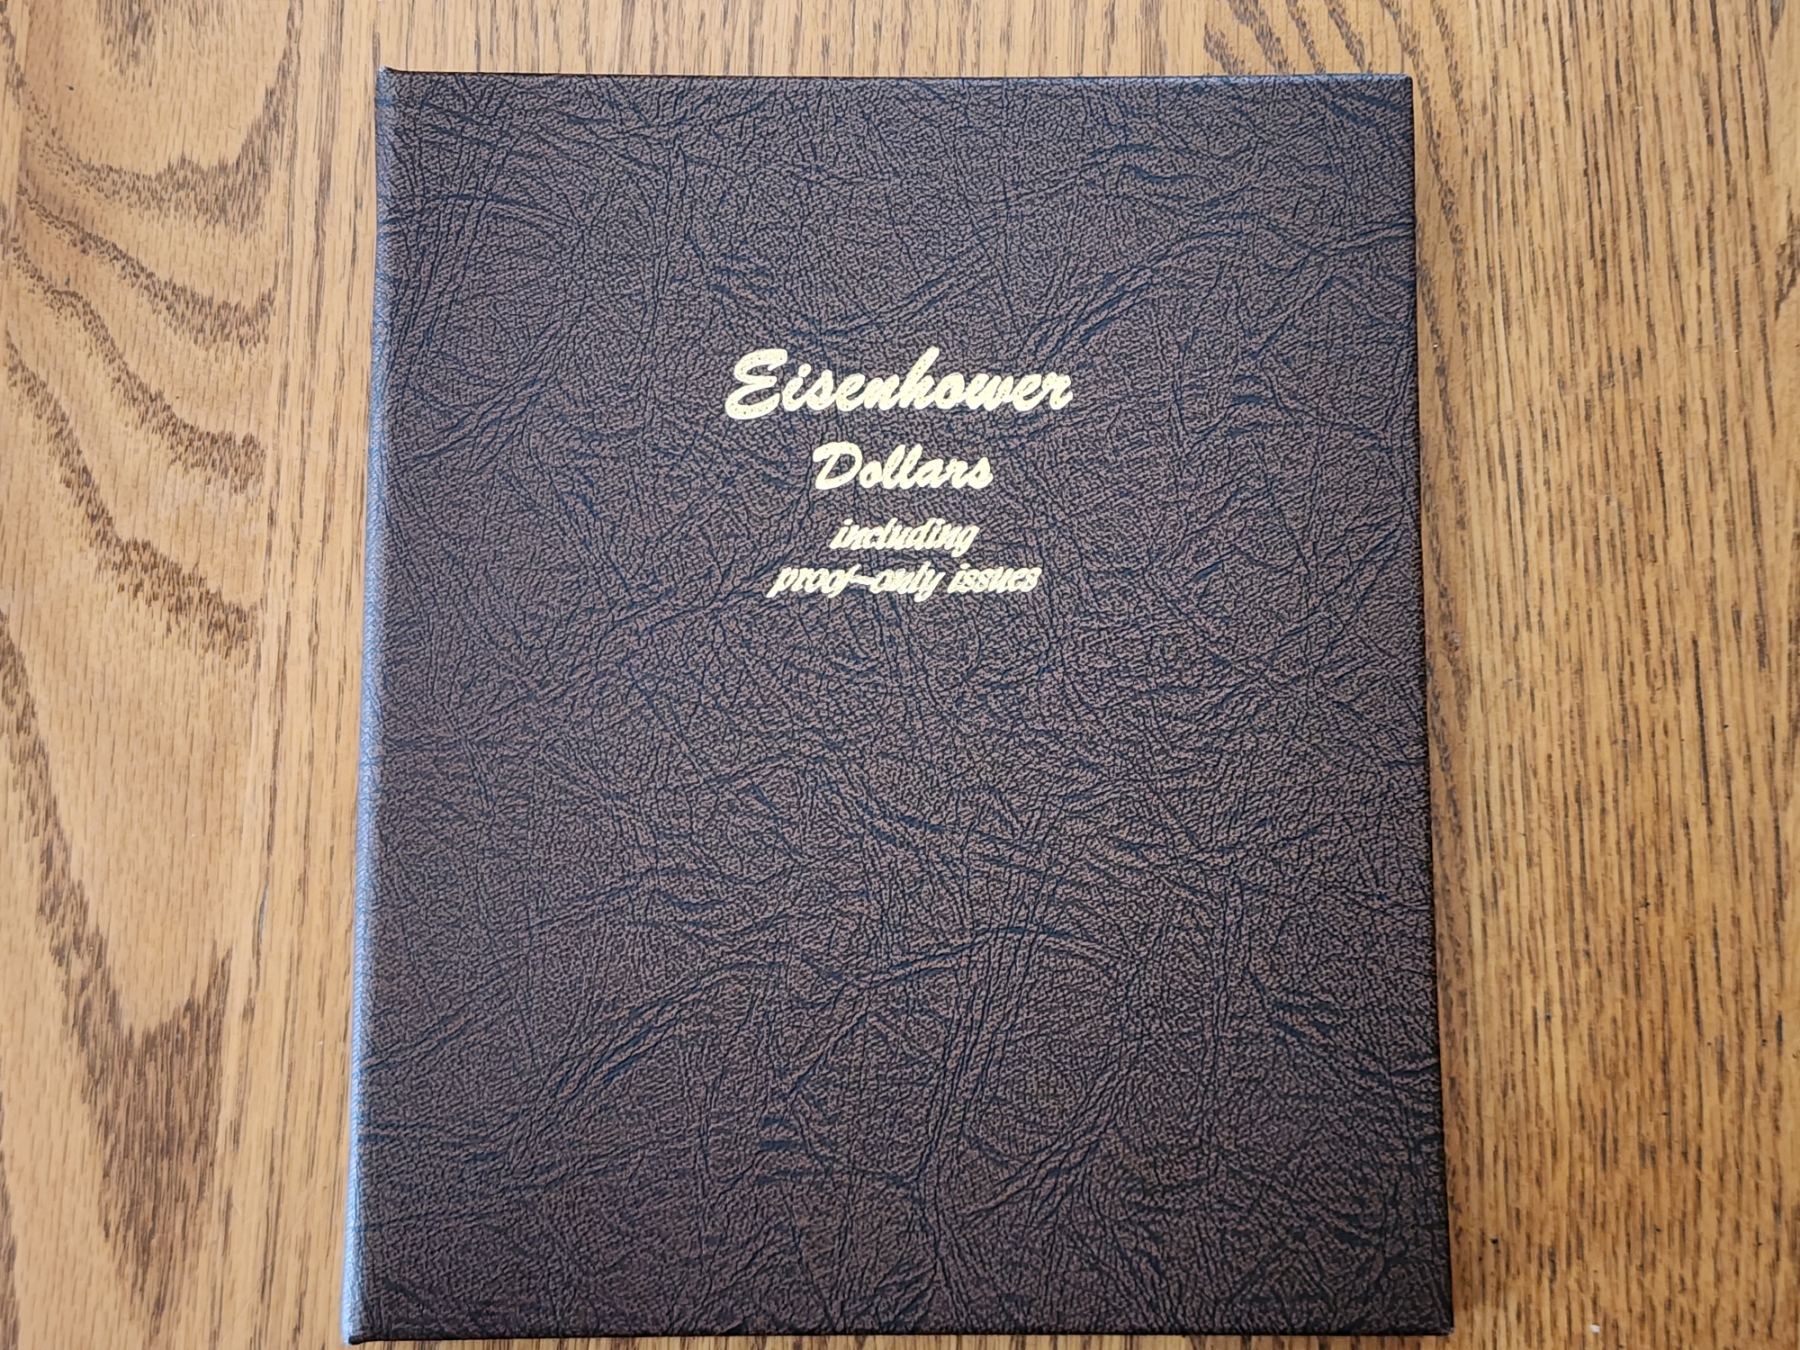 Eisenhower
Dollars
including
proof-only issues